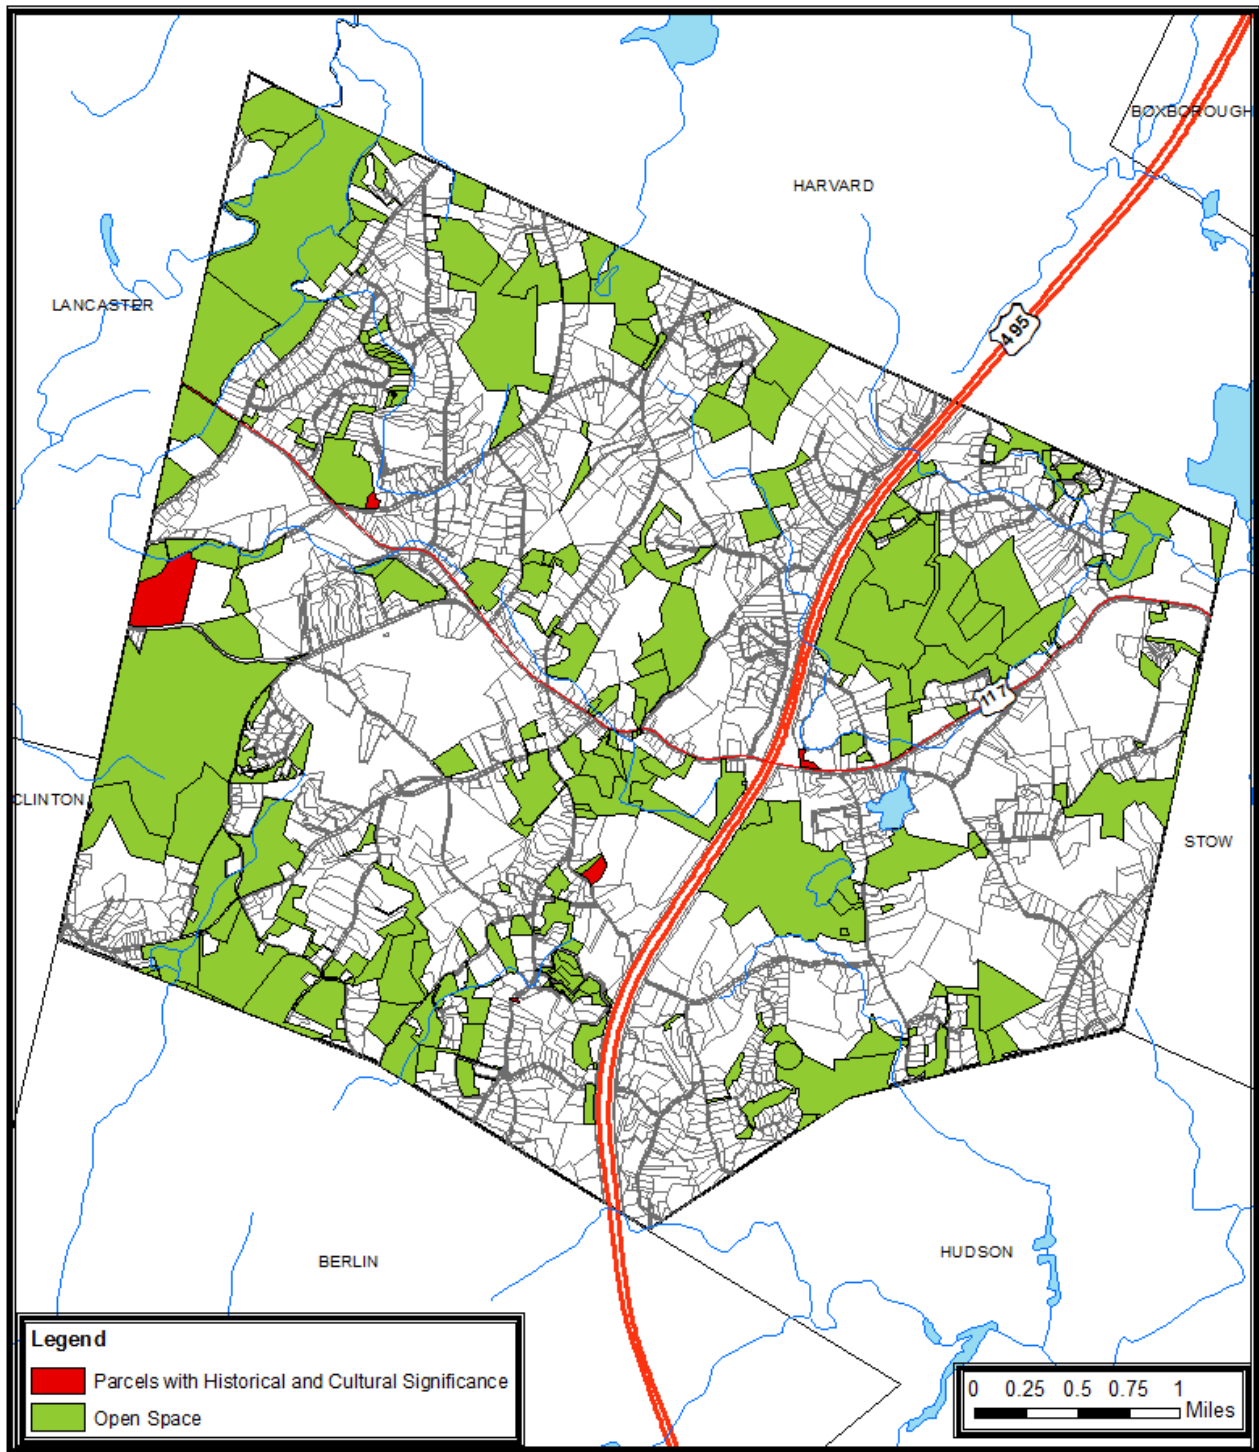 BOXBOROUGH
HARVARD
LANCASTER
495
117
CLINTON
STOW
BERLIN
HUDSON
Legend
Parcels with Historical and Cultural Significance
Open Space
0 0.25 0.5 0.75 1
Miles